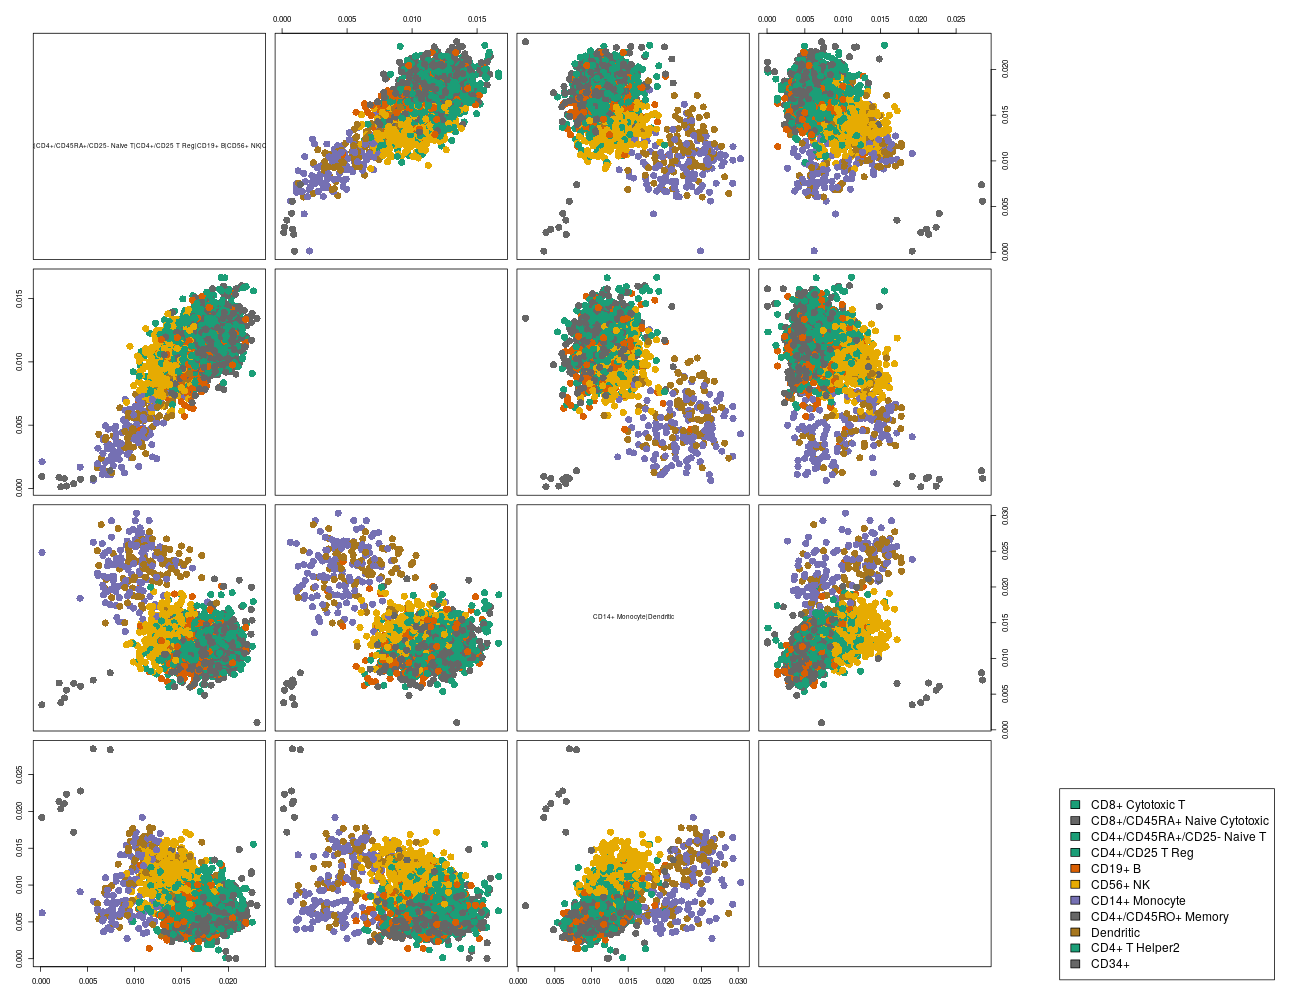 0.000 0.005 0.010 0.015 0.000 0.005 0.010 0.015 0.025
0.000 0.005 0.010 0.015 0.020
|CD4+/CD45RA+/CD25- Naive T|CD4+/CD25 T Reg|CD19+ B|CD56+ NK|C
0.000 0.005 0.010 0.015
CD14+ Monocyte|Dendritic
0.000 0.005 0.010 0.015 0.020 0.025 0.030
0.000 0.005 0.010 0.015 0.020 0.025
0.000 0.005 0.010 0.015 0.020 0.000 0.005 0.010 0.015 0.020 0.025 0.030
CD8+ Cytotoxic T
CD8+/CD45RA+ Naive Cytotoxic
CD4+/CD45RA+/CD25- Naive T
CD4+/CD25 T Reg
CD19+ B
CD56+ NK
CD14+ Monocyte
CD4+/CD45RO+ Memory
Dendritic
CD4+ T Helper2
CD34+